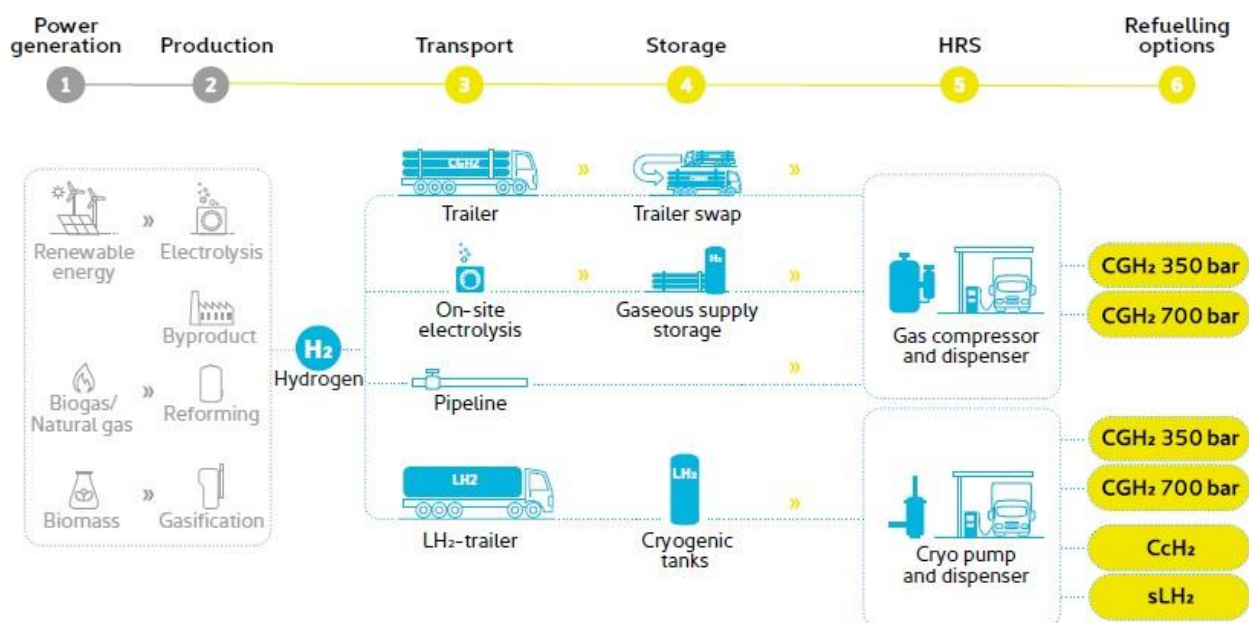 Power
generation
Production
Transport
Storage
HRS
Refuelling
options
1
2
3
4
5
6
CGH2
Trailer
Trailer swap
Renewable
energy
Electrolysis
H₂
On-site
electrolysis
Gaseous supply
storage
Byproduct
H₂
Hydrogen
Pipeline
Biogas/
Natural gas
Reforming
Gas compressor
and dispenser
CGH₂ 350 bar
CGH₂ 700 bar
Biomass
Gasification
LH2
LH₂-trailer
LH₂
Cryogenic
tanks
Cryo pump
and dispenser
CGH₂ 350 bar
CGH₂ 700 bar
CcH₂
sLH₂